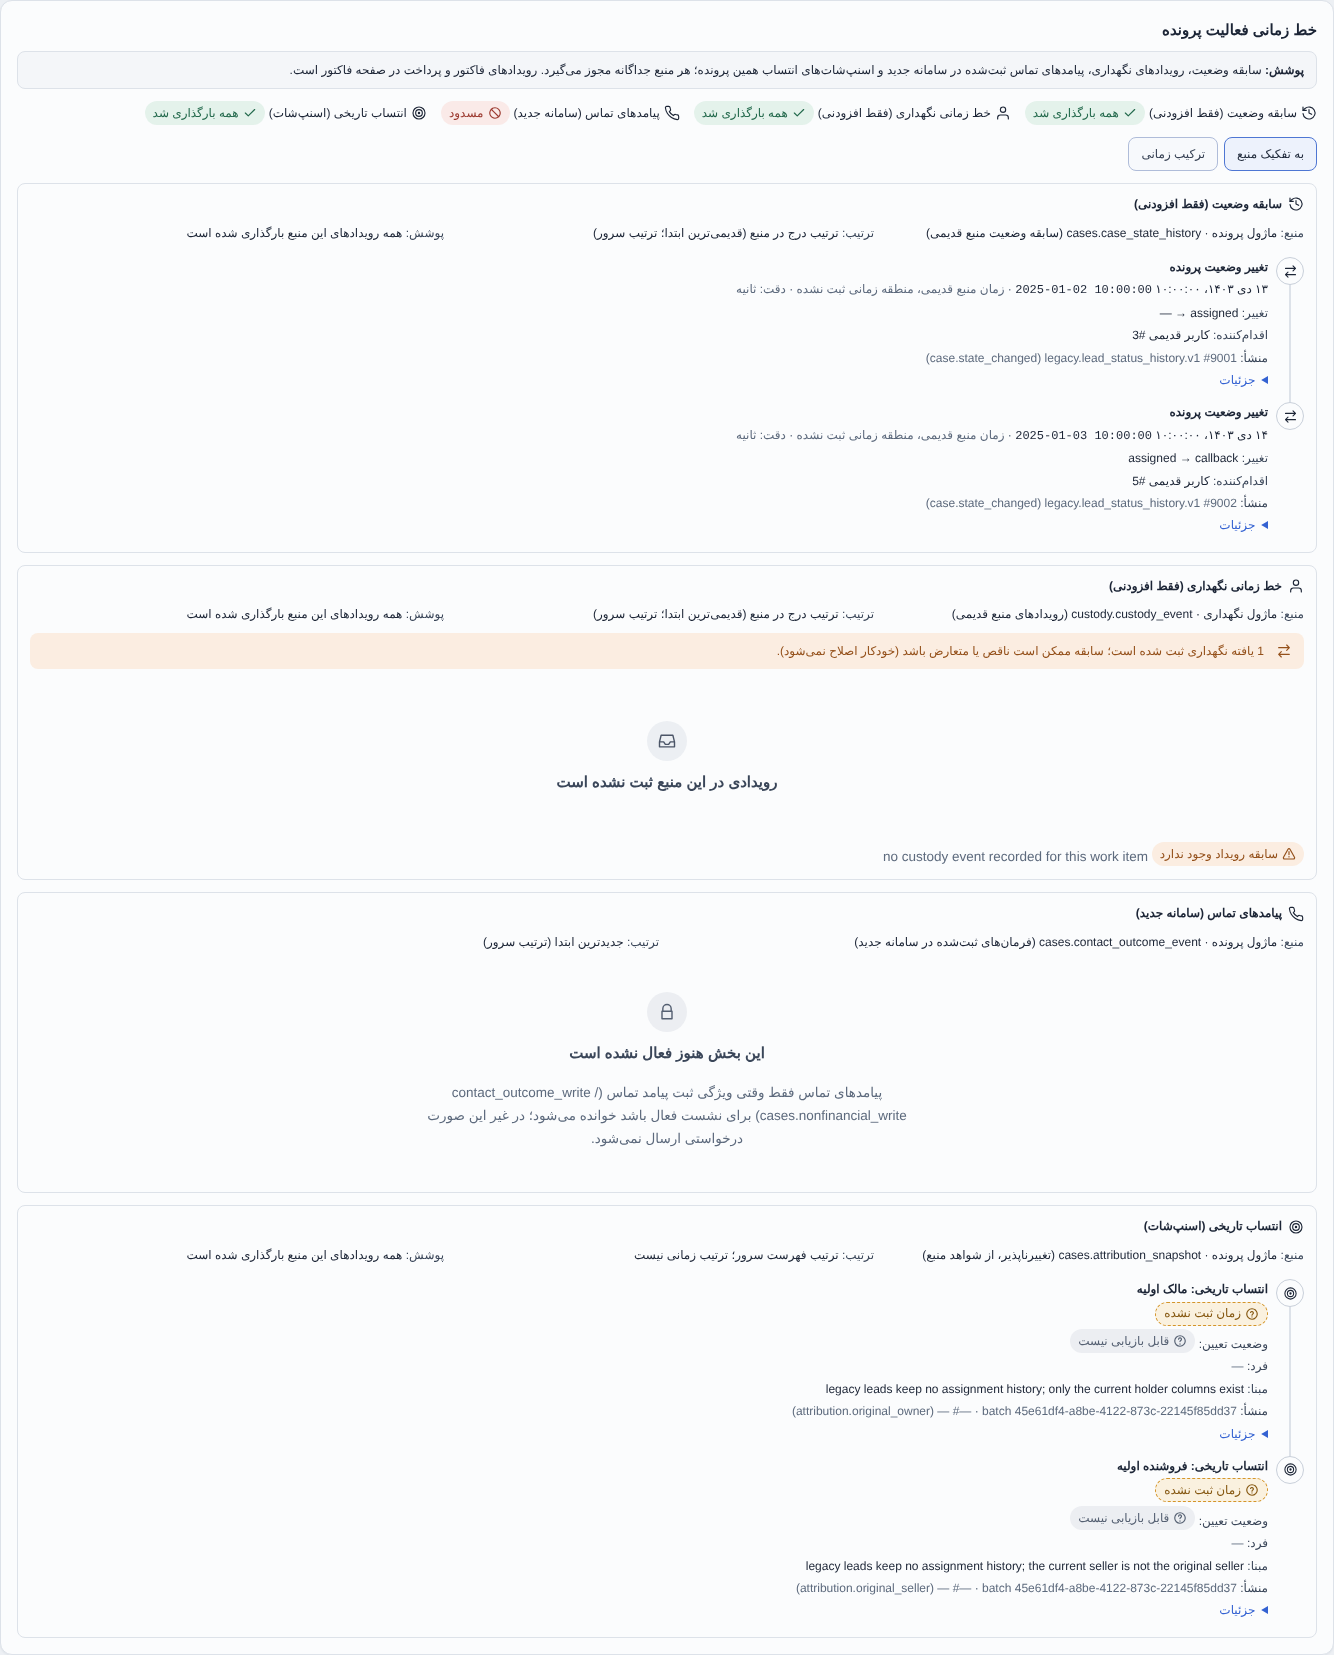 خط زمانی فعالیت پرونده
پوشش: سابقه وضعیت، رویدادهای نگهداری، پیامدهای تماس ثبت‌شده در سامانه جدید و اسنپ‌شات‌های انتساب همین پرونده؛ هر منبع جداگانه مجوز می‌گیرد. رویدادهای فاکتور و پرداخت در صفحه فاکتور است.
سابقه وضعیت (فقط افزودنی) همه بارگذاری شد خط زمانی نگهداری (فقط افزودنی) همه بارگذاری شد پیامدهای تماس (سامانه جدید) مسدود انتساب تاریخی (اسنپ‌شات) همه بارگذاری شد
به تفکیک منبع ترکیب زمانی
سابقه وضعیت (فقط افزودنی)
منبع: ماژول پرونده · cases.case_state_history (سابقه وضعیت منبع قدیمی) ترتیب: ترتیب درج در منبع (قدیمی‌ترین ابتدا؛ ترتیب سرور) پوشش: همه رویدادهای این منبع بارگذاری شده است
تغییر وضعیت پرونده
۱۳ دی ۱۴۰۳، ۱۰:۰۰:۰۰ 2025-01-02 10:00:00 · زمان منبع قدیمی، منطقه زمانی ثبت نشده · دقت: ثانیه
تغییر: — → assigned
اقدام‌کننده: کاربر قدیمی #3
منشأ: legacy.lead_status_history.v1 #9001 (case.state_changed)
جزئیات
تغییر وضعیت پرونده
۱۴ دی ۱۴۰۳، ۱۰:۰۰:۰۰ 2025-01-03 10:00:00 · زمان منبع قدیمی، منطقه زمانی ثبت نشده · دقت: ثانیه
تغییر: assigned → callback
اقدام‌کننده: کاربر قدیمی #5
منشأ: legacy.lead_status_history.v1 #9002 (case.state_changed)
جزئیات
خط زمانی نگهداری (فقط افزودنی)
منبع: ماژول نگهداری · custody.custody_event (رویدادهای منبع قدیمی) ترتیب: ترتیب درج در منبع (قدیمی‌ترین ابتدا؛ ترتیب سرور) پوشش: همه رویدادهای این منبع بارگذاری شده است
1 یافته نگهداری ثبت شده است؛ سابقه ممکن است ناقص یا متعارض باشد (خودکار اصلاح نمی‌شود).
رویدادی در این منبع ثبت نشده است
سابقه رویداد وجود ندارد no custody event recorded for this work item
پیامدهای تماس (سامانه جدید)
منبع: ماژول پرونده · cases.contact_outcome_event (فرمان‌های ثبت‌شده در سامانه جدید) ترتیب: جدیدترین ابتدا (ترتیب سرور)
این بخش هنوز فعال نشده است
پیامدهای تماس فقط وقتی ویژگی ثبت پیامد تماس (contact_outcome_write /
cases.nonfinancial_write) برای نشست فعال باشد خوانده می‌شود؛ در غیر این صورت
درخواستی ارسال نمی‌شود.
انتساب تاریخی (اسنپ‌شات)
منبع: ماژول پرونده · cases.attribution_snapshot (تغییرناپذیر، از شواهد منبع) ترتیب: ترتیب فهرست سرور؛ ترتیب زمانی نیست پوشش: همه رویدادهای این منبع بارگذاری شده است
انتساب تاریخی: مالک اولیه
زمان ثبت نشده
وضعیت تعیین: قابل بازیابی نیست
فرد: —
مبنا: legacy leads keep no assignment history; only the current holder columns exist
منشأ: (attribution.original_owner) — #— · batch 45e61df4-a8be-4122-873c-22145f85dd37
جزئیات
انتساب تاریخی: فروشنده اولیه
زمان ثبت نشده
وضعیت تعیین: قابل بازیابی نیست
فرد: —
مبنا: legacy leads keep no assignment history; the current seller is not the original seller
منشأ: (attribution.original_seller) — #— · batch 45e61df4-a8be-4122-873c-22145f85dd37
جزئیات